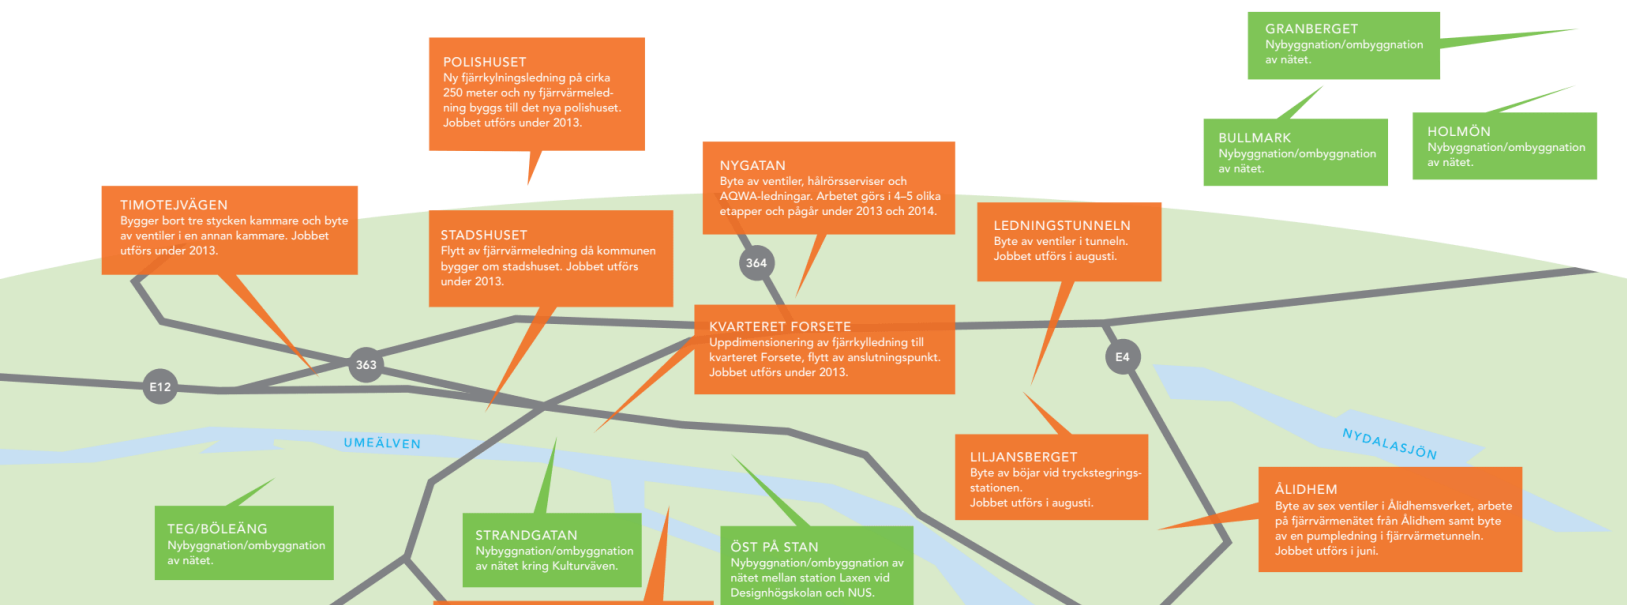 GRANBERGET
Nybyggnation/ombyggnation
av nätet.
POLISHUSET
Ny fjärrkylningsledning på cirka
250 meter och ny fjärrvärmeled-
ning byggs till det nya polishuset.
Jobbet utförs under 2013.
BULLMARK
Nybyggnation/ombyggnation
av nätet.
HOLMÖN
Nybyggnation/ombyggnation
av nätet.
NYGATAN
Byte av ventiler, hålrörsserviser och
AQWA-ledningar. Arbetet görs i 4–5 olika
etapper och pågår under 2013 och 2014.
TIMOTEJVÄGEN
Bygger bort tre stycken kammare och byte
av ventiler i en annan kammare. Jobbet
utförs under 2013.
STADSHUSET
Flytt av fjärrvärmeledning då kommunen
bygger om stadshuset. Jobbet utförs
under 2013.
LEDNINGSTUNNELN
Byte av ventiler i tunneln.
Jobbet utförs i augusti.
364
KVARTERET FORSETE
Uppdimensionering av fjärrkylledning till
kvarteret Forsete, flytt av anslutningspunkt.
Jobbet utförs under 2013.
E4
363
E12
UMEÄLVEN
NYDALASJÖN
LILJANSBERGET
Byte av böjar vid tryckstegrings-
stationen.
Jobbet utförs i augusti.
ÅLIDHEM
Byte av sex ventiler i Ålidhemsverket, arbete
på fjärrvärmenätet från Ålidhem samt byte
av en pumpledning i fjärrvärmetunneln.
Jobbet utförs i juni.
TEG/BÖLEÄNG
Nybyggnation/ombyggnation
av nätet.
STRANDGATAN
Nybyggnation/ombyggnation
av nätet kring Kulturväven.
ÖST PÅ STAN
Nybyggnation/ombyggnation av
nätet mellan station Laxen vid
Designhögskolan och NUS.